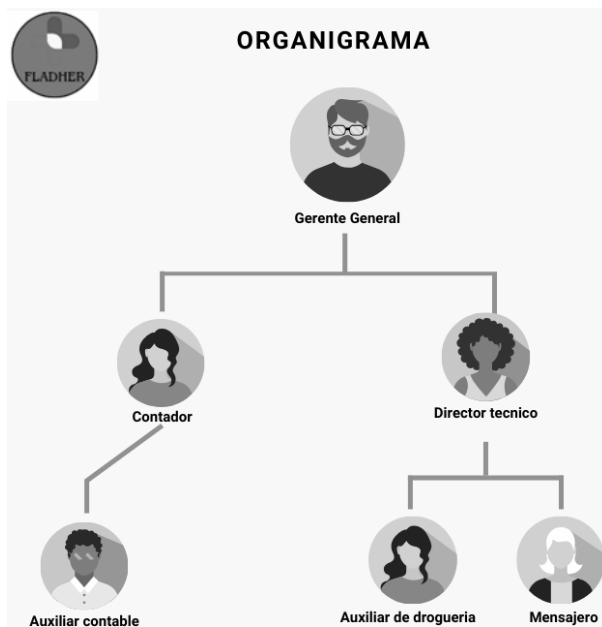 FLADHER
ORGANIGRAMA
Gerente General
Contador
Director tecnico
Auxiliar contable
Auxiliar de drogueria
Mensajero